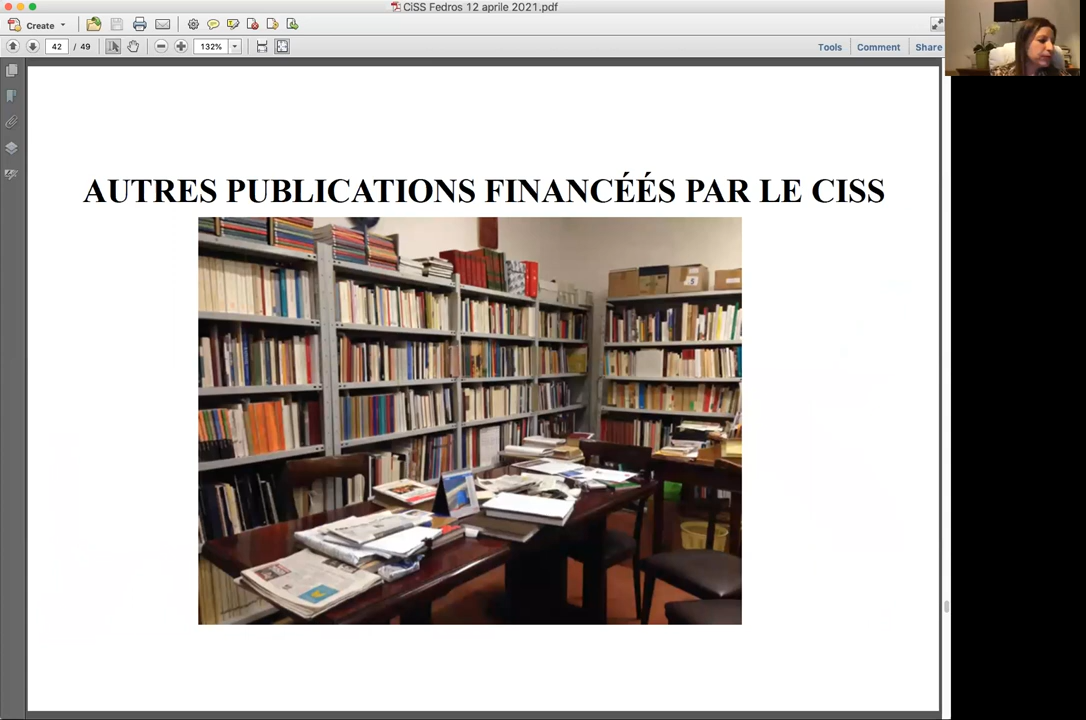 CiSS Fedros 12 aprile 2021.pdf
Create
42 / 49
132%
Tools
Comment
Share
AUTRES PUBLICATIONS FINANCÉÉS PAR LE CISS